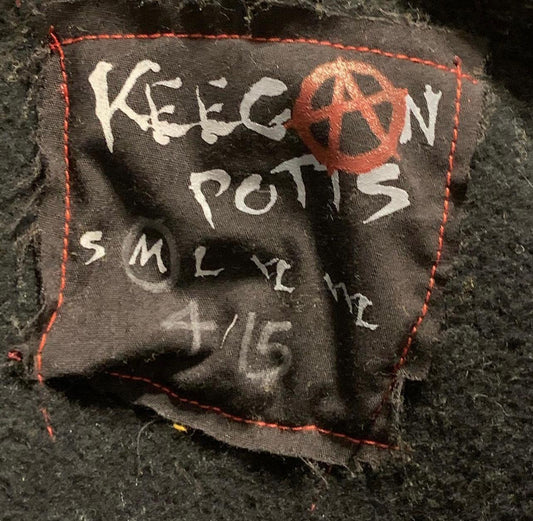 KEEGAN
POTTS
S M L XL XXL
4/15